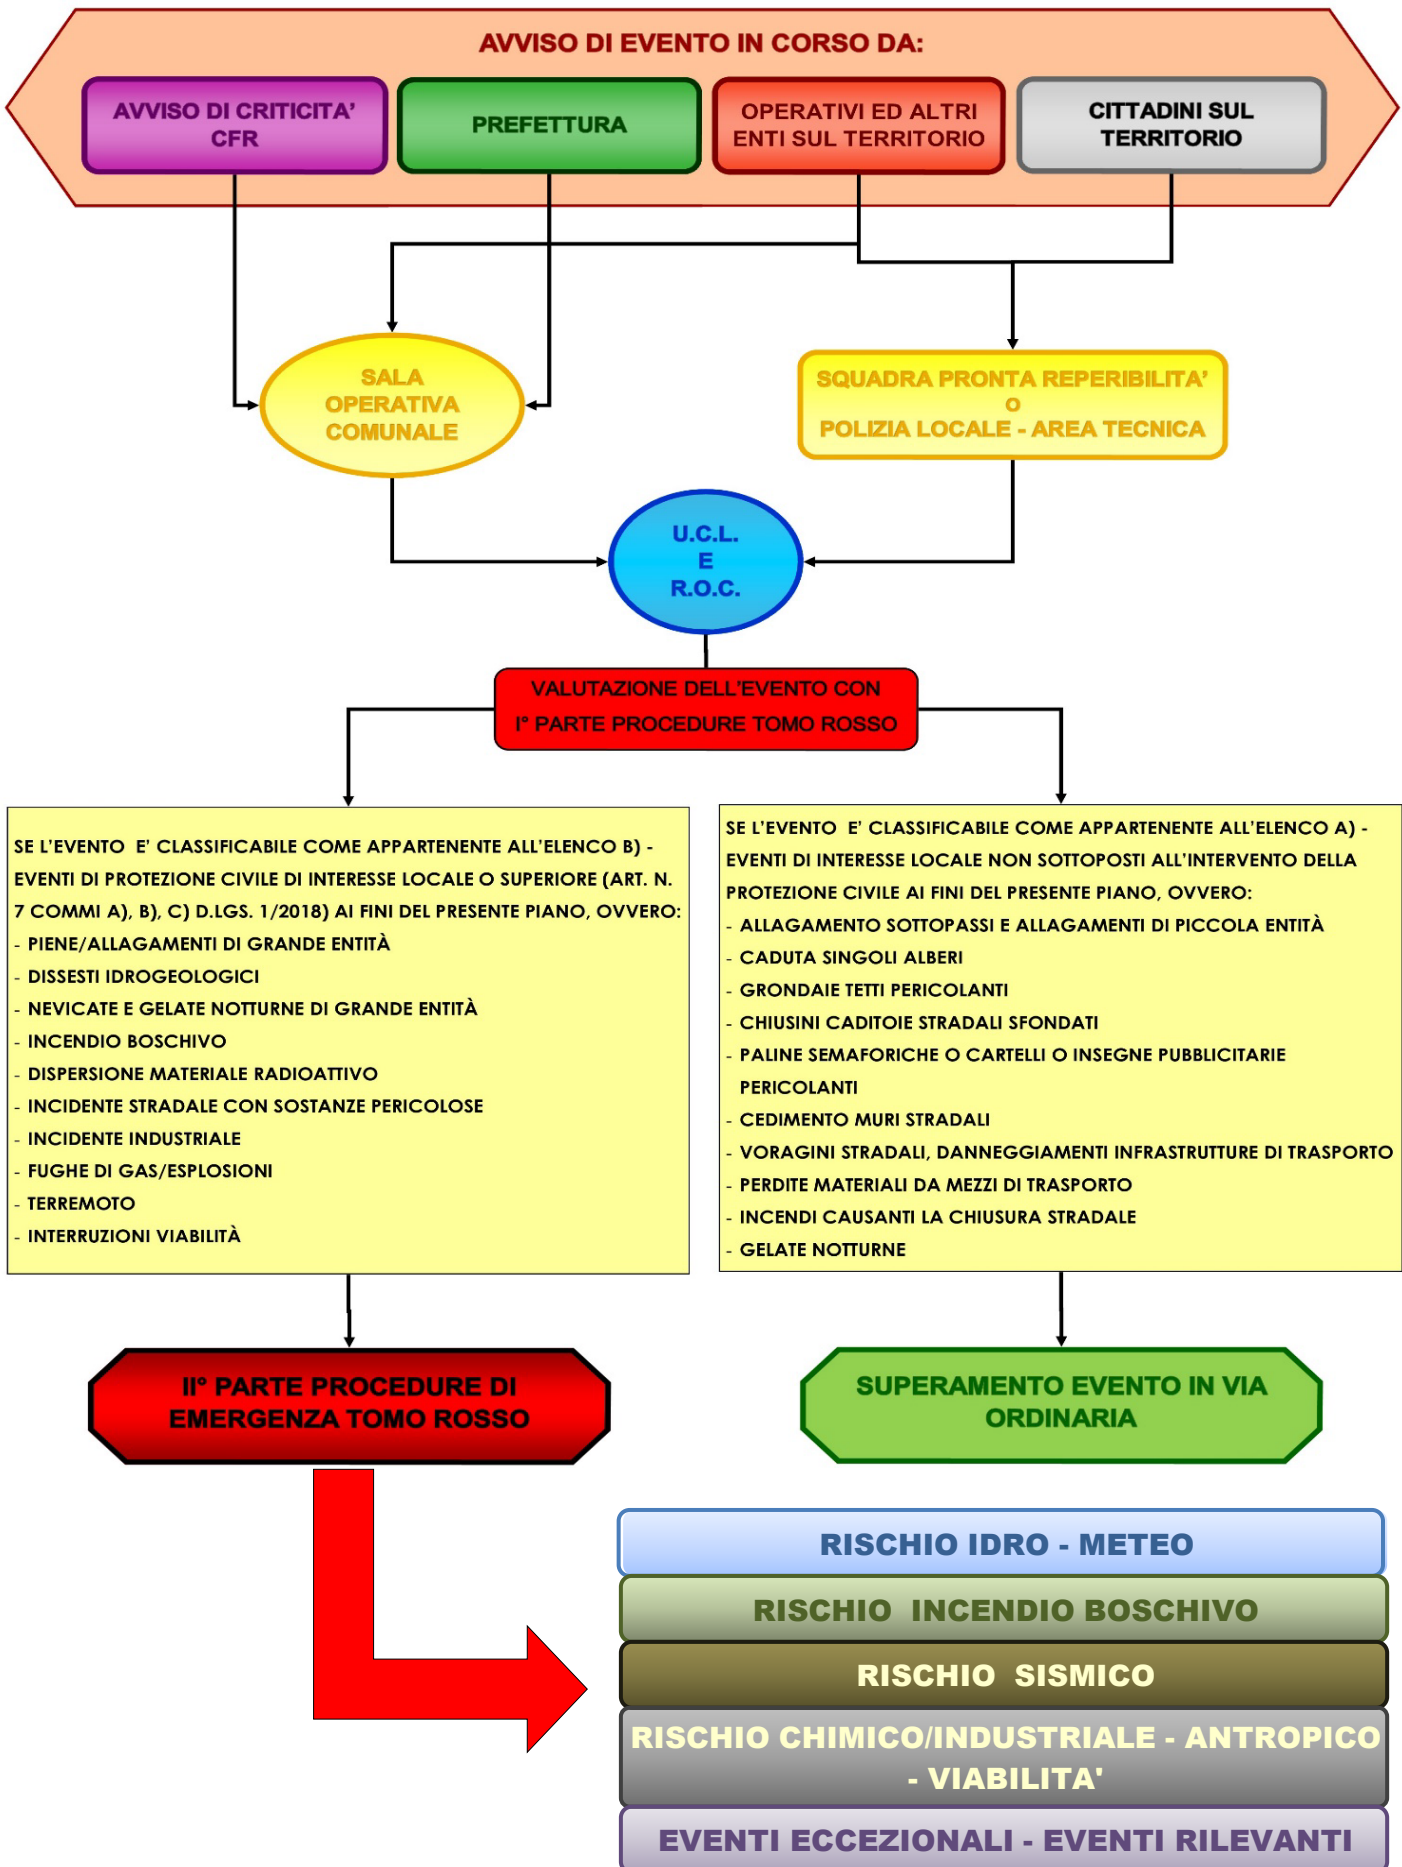 AVVISO DI EVENTO IN CORSO DA:
AVVISO DI CRITICITA'
CFR
PREFETTURA
OPERATIVI ED ALTRI
ENTI SUL TERRITORIO
CITTADINI SUL
TERRITORIO
SALA
OPERATIVA
COMUNALE
SQUADRA PRONTA REPERIBILITA'
O
POLIZIA LOCALE - AREA TECNICA
U.C.L.
E
R.O.C.
VALUTAZIONE DELL'EVENTO CON
I° PARTE PROCEDURE TOMO ROSSO
SE L'EVENTO E' CLASSIFICABILE COME APPARTENENTE ALL'ELENCO B) -
EVENTI DI PROTEZIONE CIVILE DI INTERESSE LOCALE O SUPERIORE (ART. N.
7 COMMI A), B), C) D.LGS. 1/2018) AI FINI DEL PRESENTE PIANO, OVVERO:
- PIENE/ALLAGAMENTI DI GRANDE ENTITÀ
- DISSESTI IDROGEOLOGICI
- NEVICATE E GELATE NOTTURNE DI GRANDE ENTITÀ
- INCENDIO BOSCHIVO
- DISPERSIONE MATERIALE RADIOATTIVO
- INCIDENTE STRADALE CON SOSTANZE PERICOLOSE
- INCIDENTE INDUSTRIALE
- FUGHE DI GAS/ESPLOSIONI
- TERREMOTO
- INTERRUZIONI VIABILITÀ
SE L'EVENTO E' CLASSIFICABILE COME APPARTENENTE ALL'ELENCO A) -
EVENTI DI INTERESSE LOCALE NON SOTTOPOSTI ALL'INTERVENTO DELLA
PROTEZIONE CIVILE AI FINI DEL PRESENTE PIANO, OVVERO:
- ALLAGAMENTO SOTTOPASSI E ALLAGAMENTI DI PICCOLA ENTITÀ
- CADUTA SINGOLI ALBERI
- GRONDAIE TETTI PERICOLANTI
- CHIUSINI CADITOIE STRADALI SFONDATI
- PALINE SEMAFORICHE O CARTELLI O INSEGNE PUBBLICITARIE
PERICOLANTI
- CEDIMENTO MURI STRADALI
- VORAGINI STRADALI, DANNEGGIAMENTI INFRASTRUTTURE DI TRASPORTO
- PERDITE MATERIALI DA MEZZI DI TRASPORTO
- INCENDI CAUSANTI LA CHIUSURA STRADALE
- GELATE NOTTURNE
II° PARTE PROCEDURE DI
EMERGENZA TOMO ROSSO
SUPERAMENTO EVENTO IN VIA
ORDINARIA
RISCHIO IDRO - METEO
RISCHIO INCENDIO BOSCHIVO
RISCHIO SISMICO
RISCHIO CHIMICO/INDUSTRIALE - ANTROPICO
- VIABILITA'
EVENTI ECCEZIONALI - EVENTI RILEVANTI